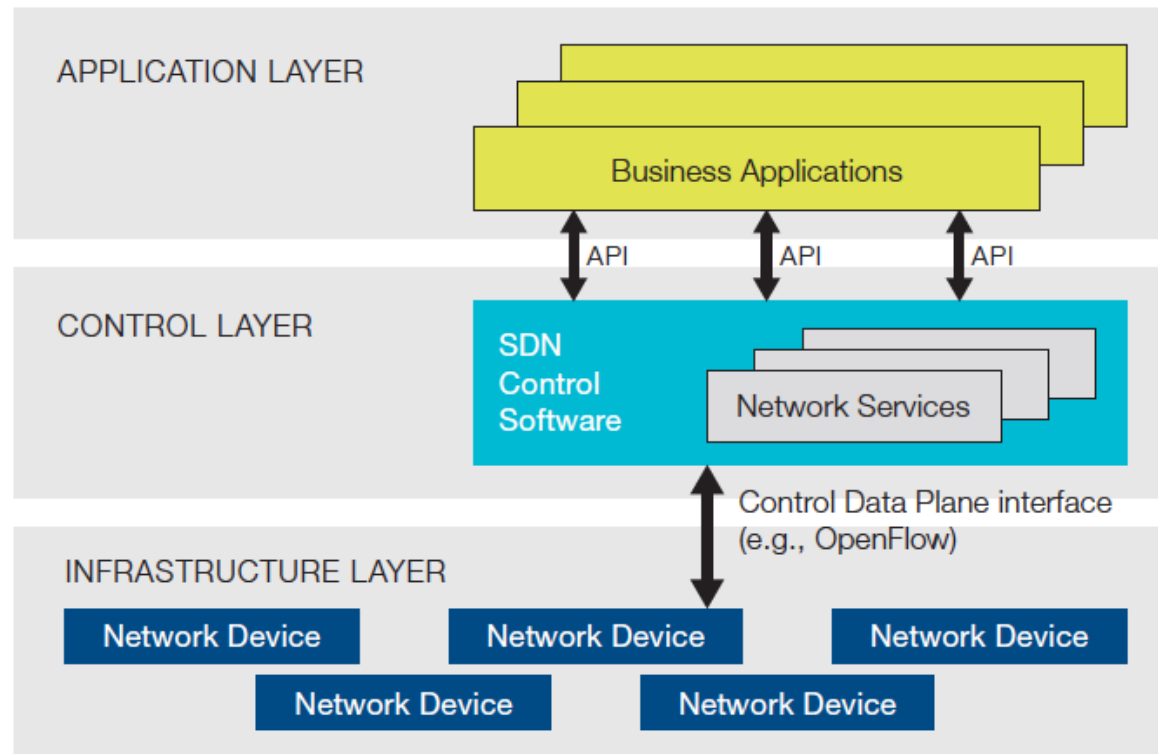 APPLICATION LAYER
Business Applications
API
API
API
CONTROL LAYER
SDN
Control
Software
Network Services
Control Data Plane interface
(e.g., OpenFlow)
INFRASTRUCTURE LAYER
Network Device
Network Device
Network Device
Network Device
Network Device